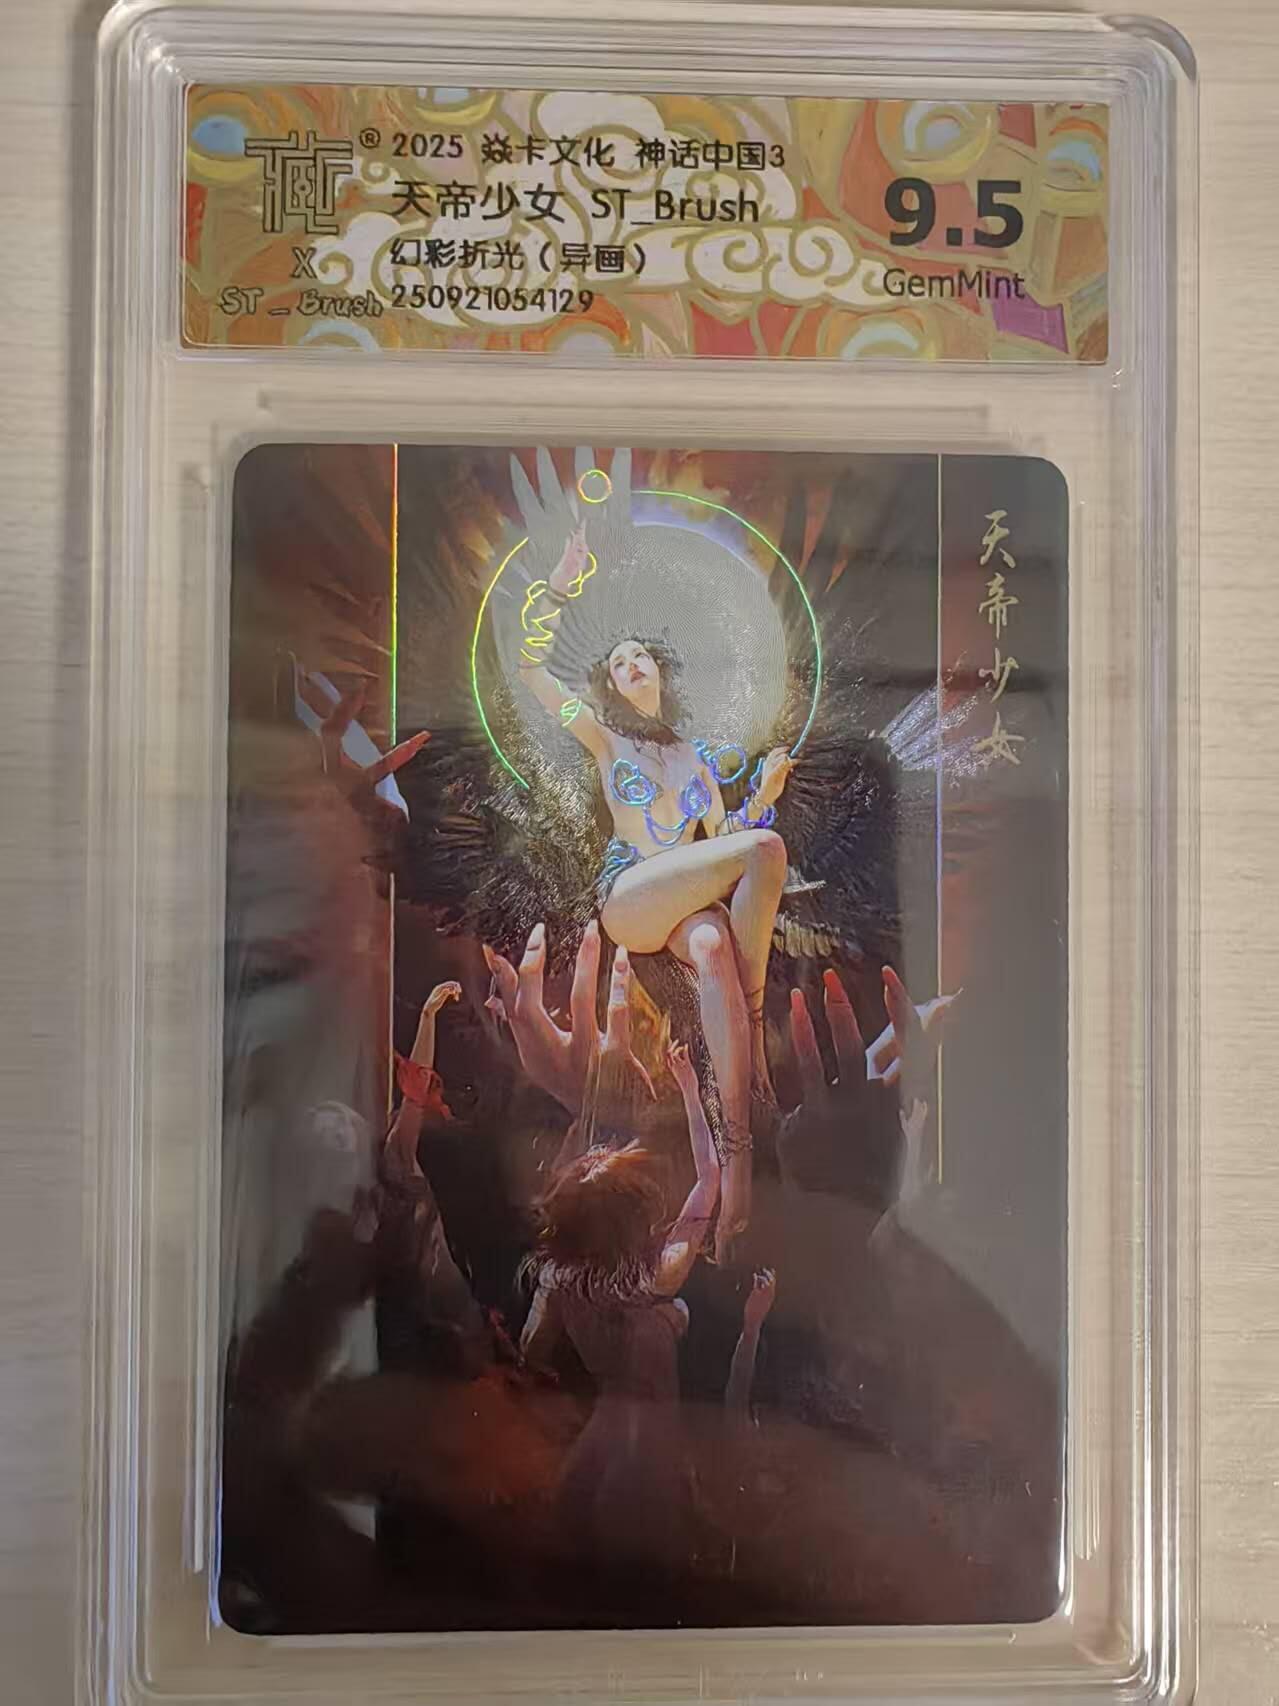 ® 2025 焱卡文化 神话中国3
天帝少女 ST_Brush
幻彩折光（异画）
250921054129
X
ST_Brush
9.5
GemMint
天帝少女